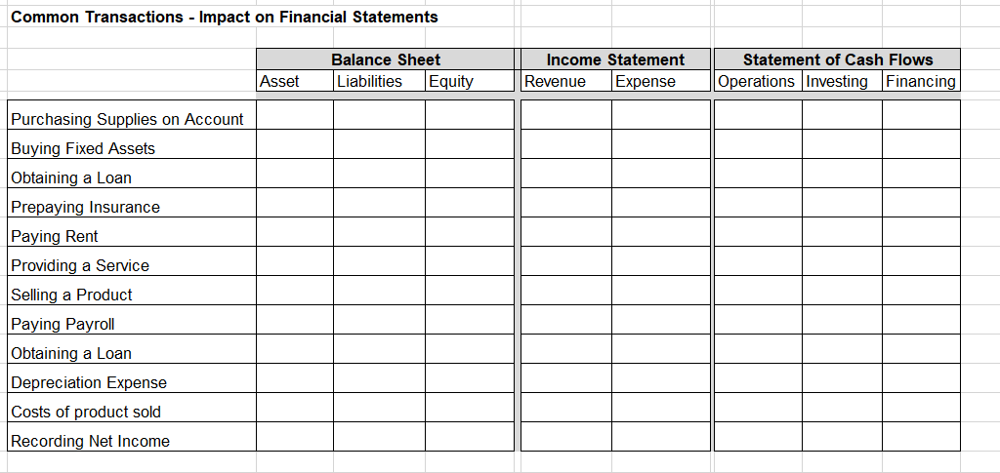 Common Transactions - Impact on Financial Statements
Balance Sheet Income Statement Statement of Cash Flows
Asset Liabilities Equity Revenue Expense Operations Investing Financing
Purchasing Supplies on Account
Buying Fixed Assets
Obtaining a Loan
Prepaying Insurance
Paying Rent
Providing a Service
Selling a Product
Paying Payroll
Obtaining a Loan
Depreciation Expense
Costs of product sold
Recording Net Income